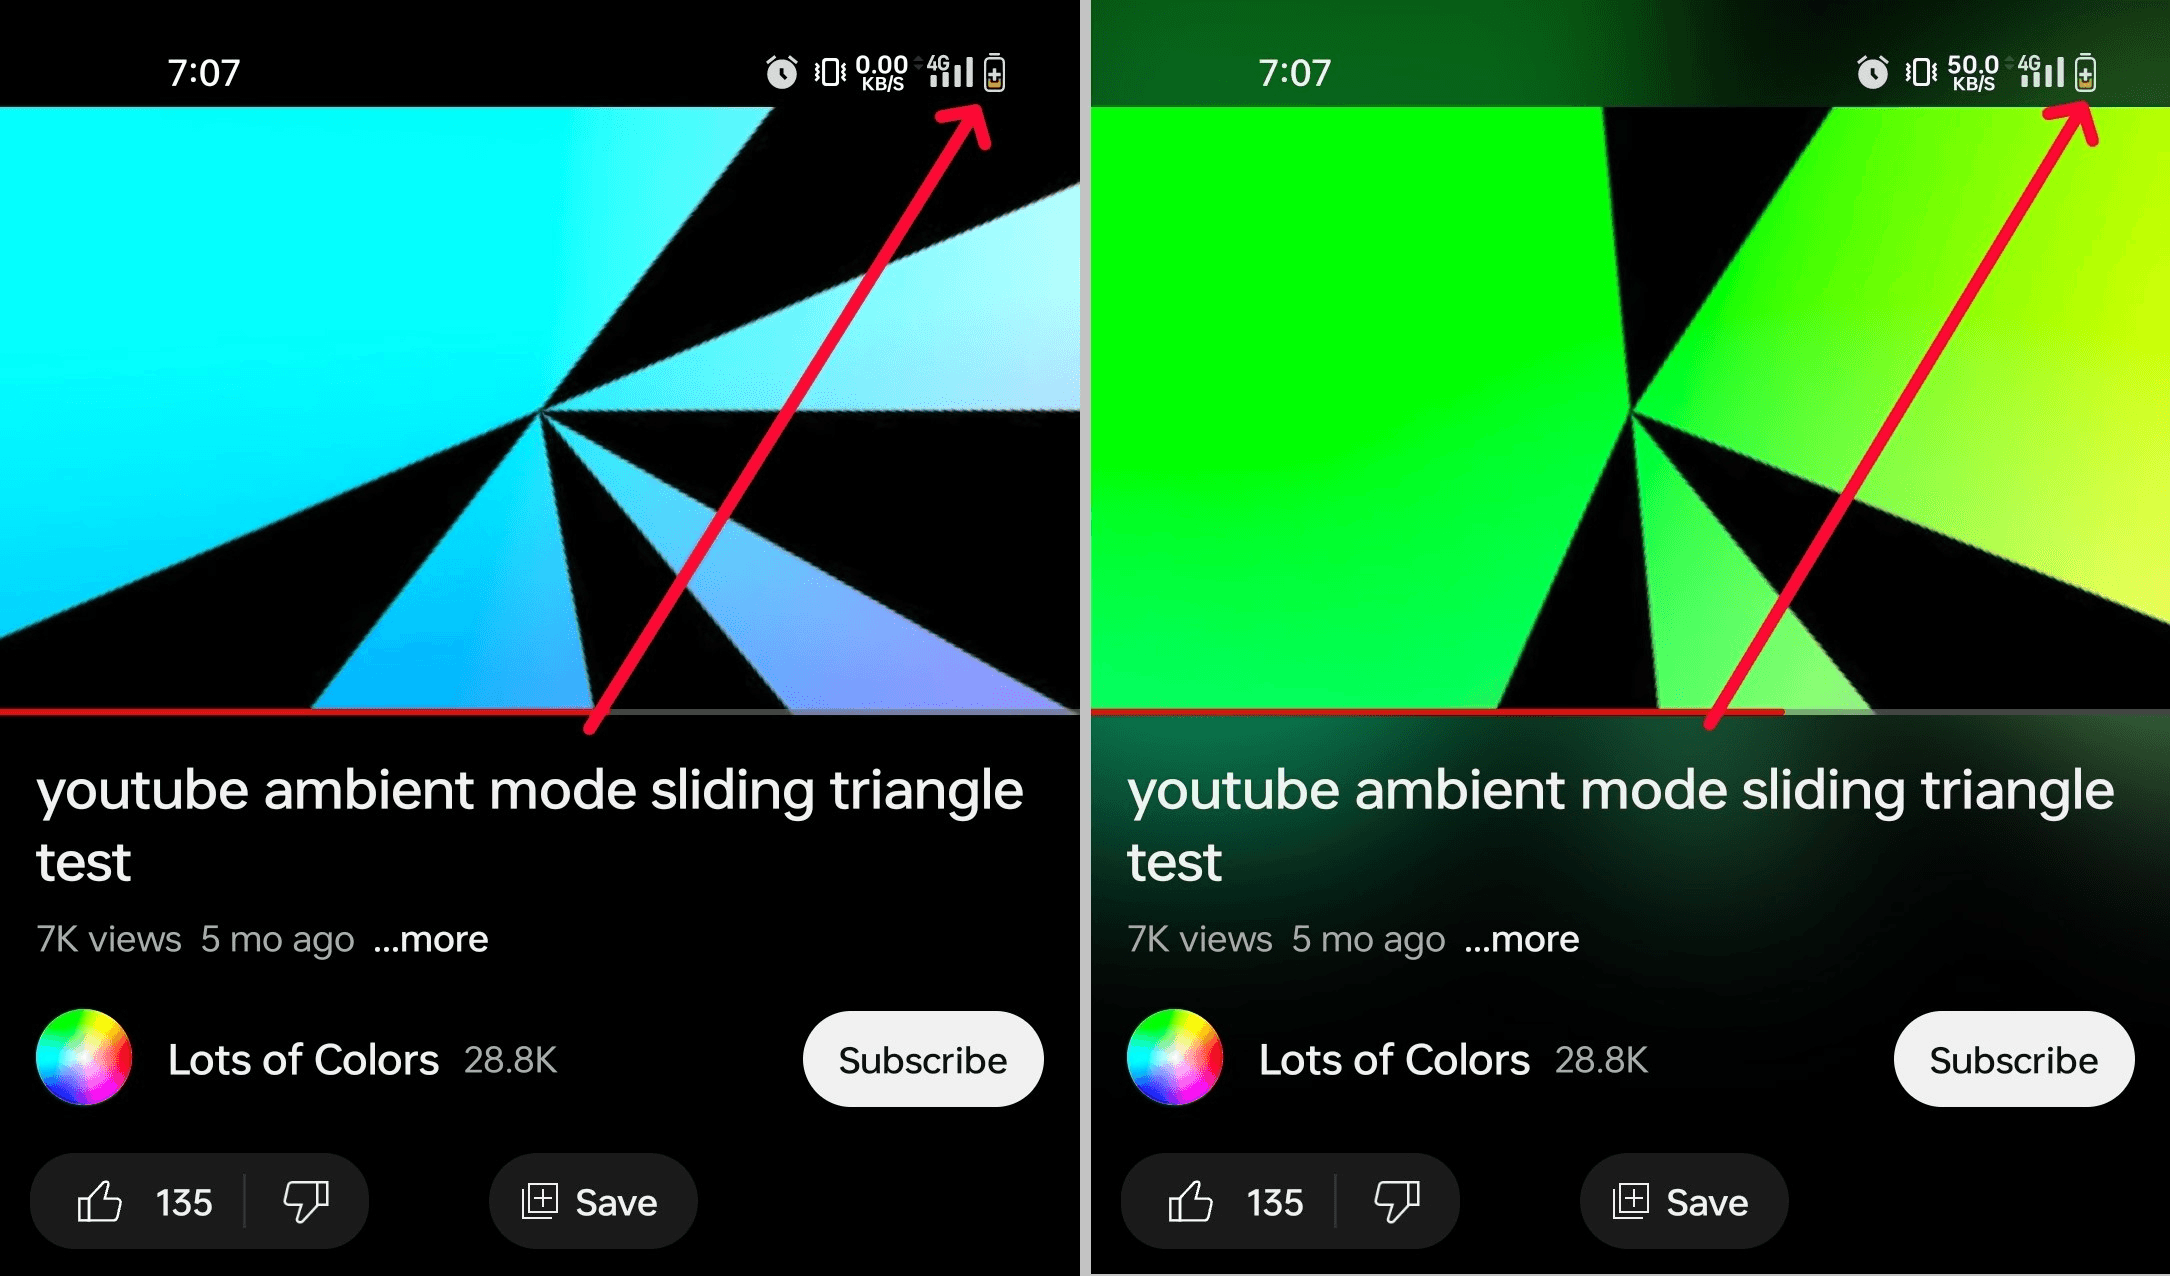 7:07 0.00 KB/S 4G
youtube ambient mode sliding triangle
test
7K views 5 mo ago ...more
Lots of Colors 28.8K Subscribe
135 Save
7:07 50.0 KB/S 4G
youtube ambient mode sliding triangle
test
7K views 5 mo ago ...more
Lots of Colors 28.8K Subscribe
135 Save